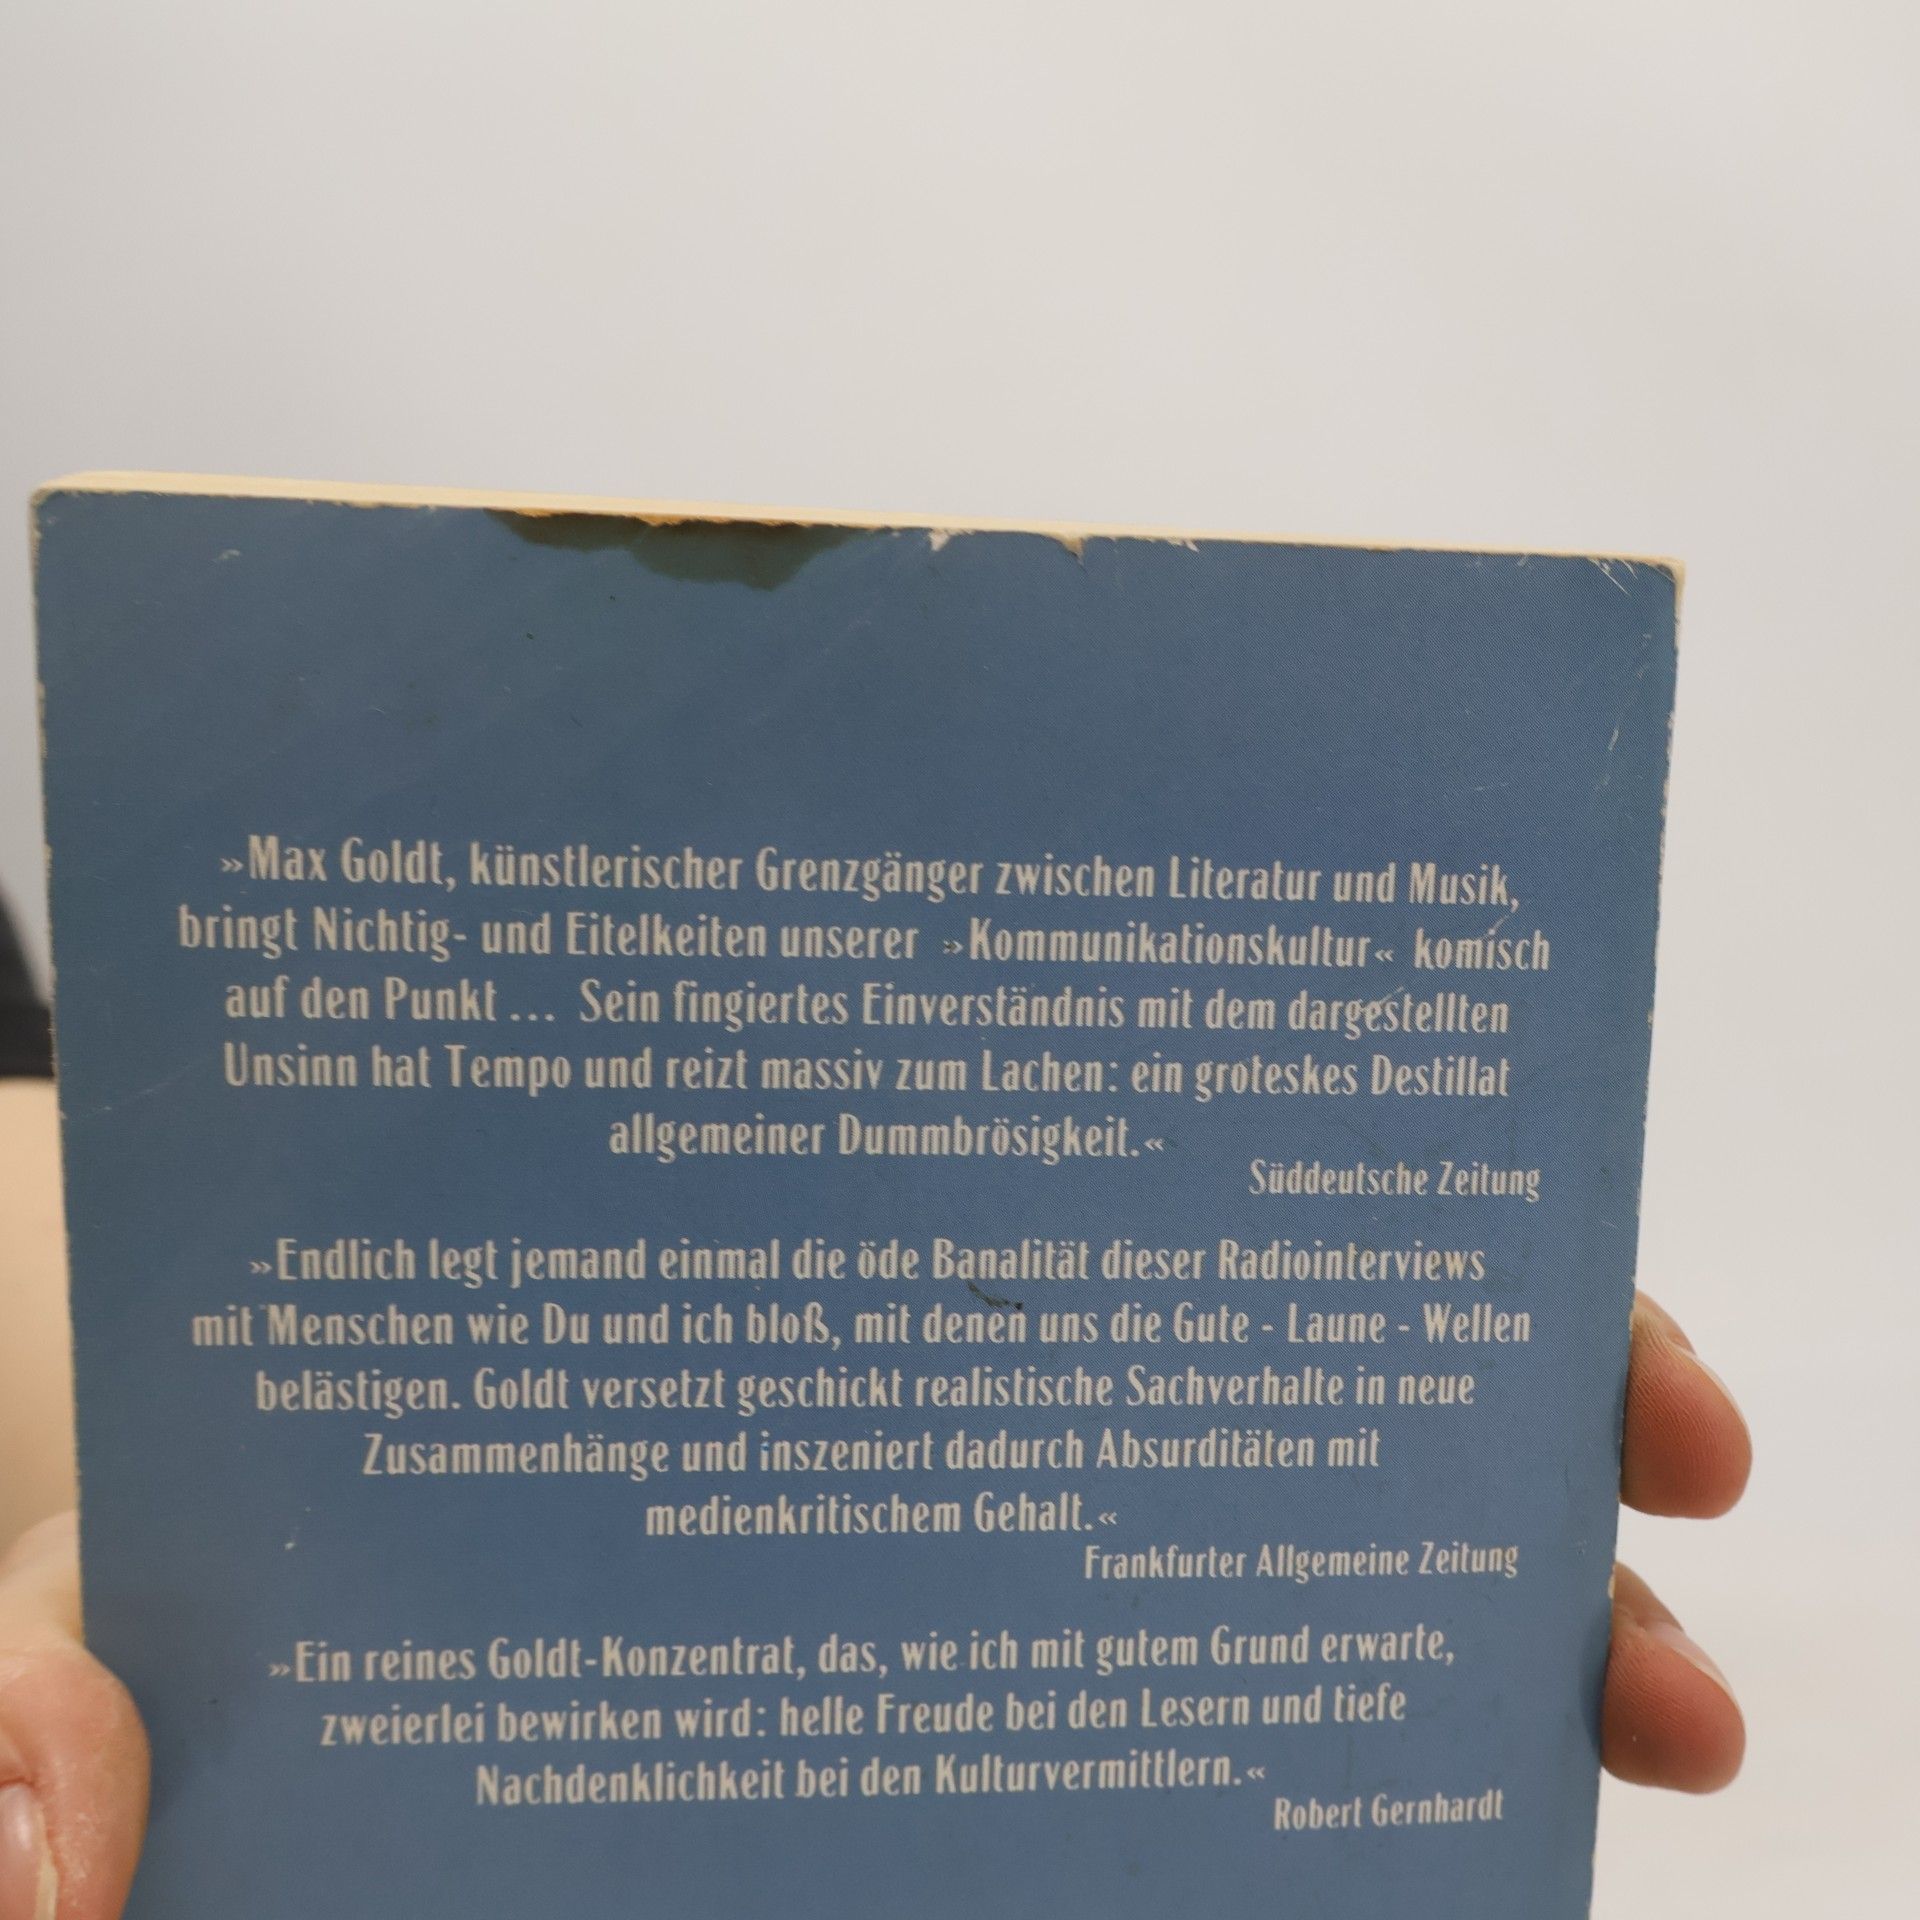 »Max Goldt, künstlerischer Grenzgänger zwischen Literatur und Musik,
bringt Nichtig- und Eitelkeiten unserer »Kommunikationskultur« komisch
auf den Punkt ... Sein fingiertes Einverständnis mit dem dargestellten
Unsinn hat Tempo und reizt massiv zum Lachen: ein groteskes Destillat
allgemeiner Dummbrösigkeit.«
Süddeutsche Zeitung
»Endlich legt jemand einmal die öde Banalität dieser Radiointerviews
mit Menschen wie Du und ich bloß, mit denen uns die Gute - Laune - Wellen
belästigen. Goldt versetzt geschickt realistische Sachverhalte in neue
Zusammenhänge und inszeniert dadurch Absurditäten mit
medienkritischem Gehalt.«
Frankfurter Allgemeine Zeitung
»Ein reines Goldt-Konzentrat, das, wie ich mit gutem Grund erwarte,
zweierlei bewirken wird: helle Freude bei den Lesern und tiefe
Nachdenklichkeit bei den Kulturvermittlern.«
Robert Gernhardt